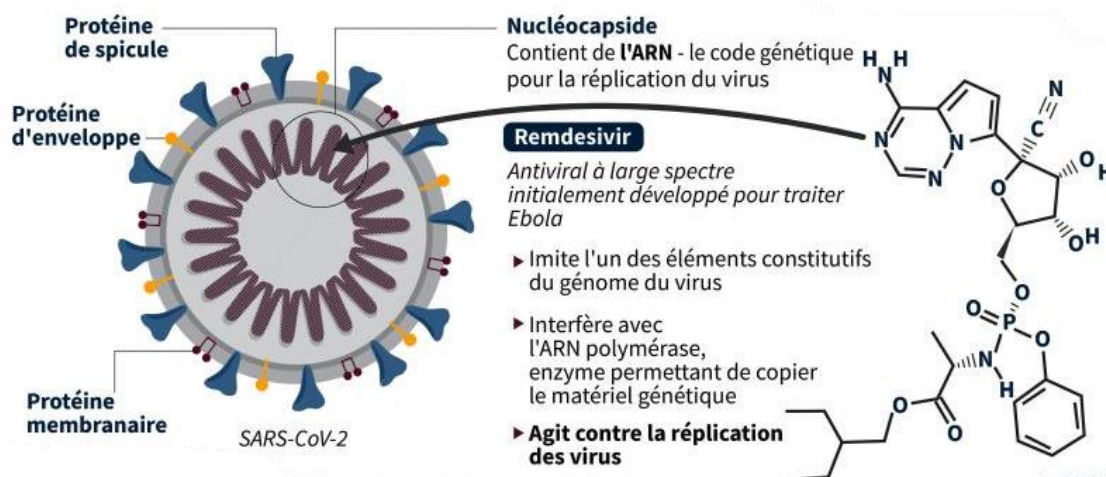 Protéine
de spicule
Protéine
d'enveloppe
Protéine
membranaire
SARS-CoV-2
Nucléocapside
Contient de l'ARN - le code génétique
pour la réplication du virus
Remdesivir
Antiviral à large spectre
initialement développé pour traiter
Ebola
Imite l'un des éléments constitutifs
du génome du virus
Interfère avec
l'ARN polymérase,
enzyme permettant de copier
le matériel génétique
Agit contre la réplication
des virus
H H
N
N
N
N
N
C
O
O H
O H
O
O P O
N
H
O
O